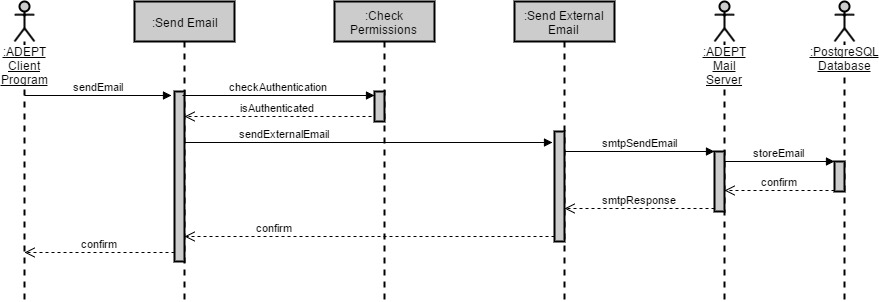 :ADEPT
Client
Program
:Send Email
:Check
Permissions
:Send External
Email
:ADEPT
Mail
Server
:PostgreSQL
Database
sendEmail
checkAuthentication
isAuthenticated
sendExternalEmail
smtpSendEmail
storeEmail
confirm
smtpResponse
confirm
confirm